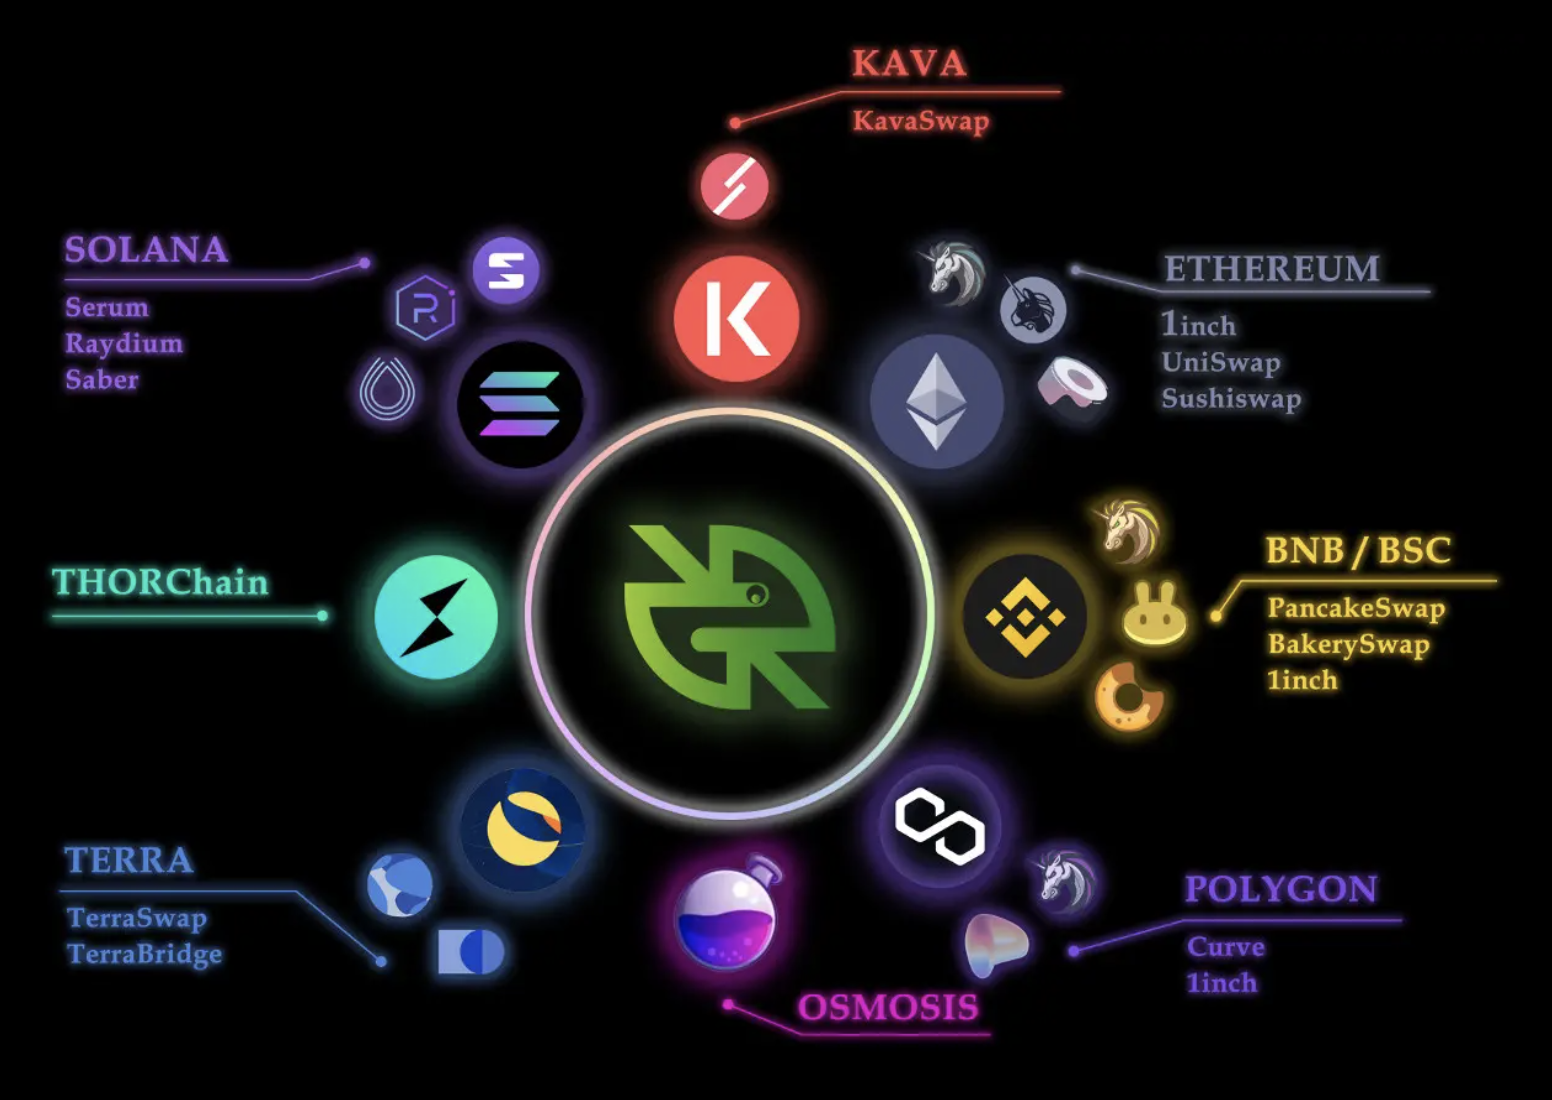 KAVA
KavaSwap
SOLANA
Serum
Raydium
Saber
ETHEREUM
1inch
UniSwap
Sushiswap
THORChain
BNB / BSC
PancakeSwap
BakerySwap
1inch
TERRA
TerraSwap
TerraBridge
POLYGON
Curve
1inch
OSMOSIS